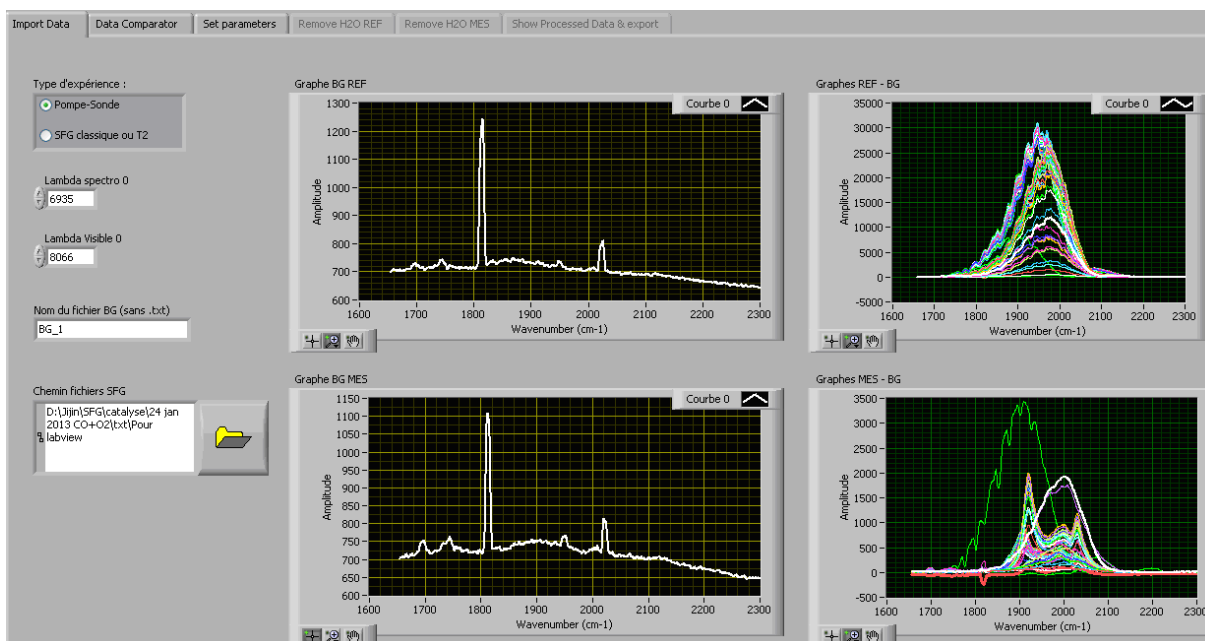 Import Data
Data Comparator
Set parameters
Remove H2O REF
Remove H2O MES
Show Processed Data & export
Type d'expérience :
Pompe-Sonde
SFG classique ou T2
Lambda spectro 0
6935
Lambda Visible 0
8066
Nom du fichier BG (sans .txt)
BG_1
Chemin fichiers SFG
D:\Jijin\SFG\catalyse\24 jan
2013 CO+O2\txt\Pour
labview
Graphe BG REF
Courbe 0
Amplitude
1300
1200
1100
1000
900
800
700
600
1600 1700 1800 1900 2000 2100 2200 2300
Wavenumber (cm-1)
Graphes REF - BG
Courbe 0
Amplitude
35000
30000
25000
20000
15000
10000
5000
0
-5000
1600 1700 1800 1900 2000 2100 2200 2300
Wavenumber (cm-1)
Graphe BG MES
Courbe 0
Amplitude
1150
1100
1050
1000
950
900
850
800
750
700
650
600
1600 1700 1800 1900 2000 2100 2200 2300
Wavenumber (cm-1)
Graphes MES - BG
Courbe 0
Amplitude
3500
3000
2500
2000
1500
1000
500
0
-500
1600 1700 1800 1900 2000 2100 2200 2300
Wavenumber (cm-1)